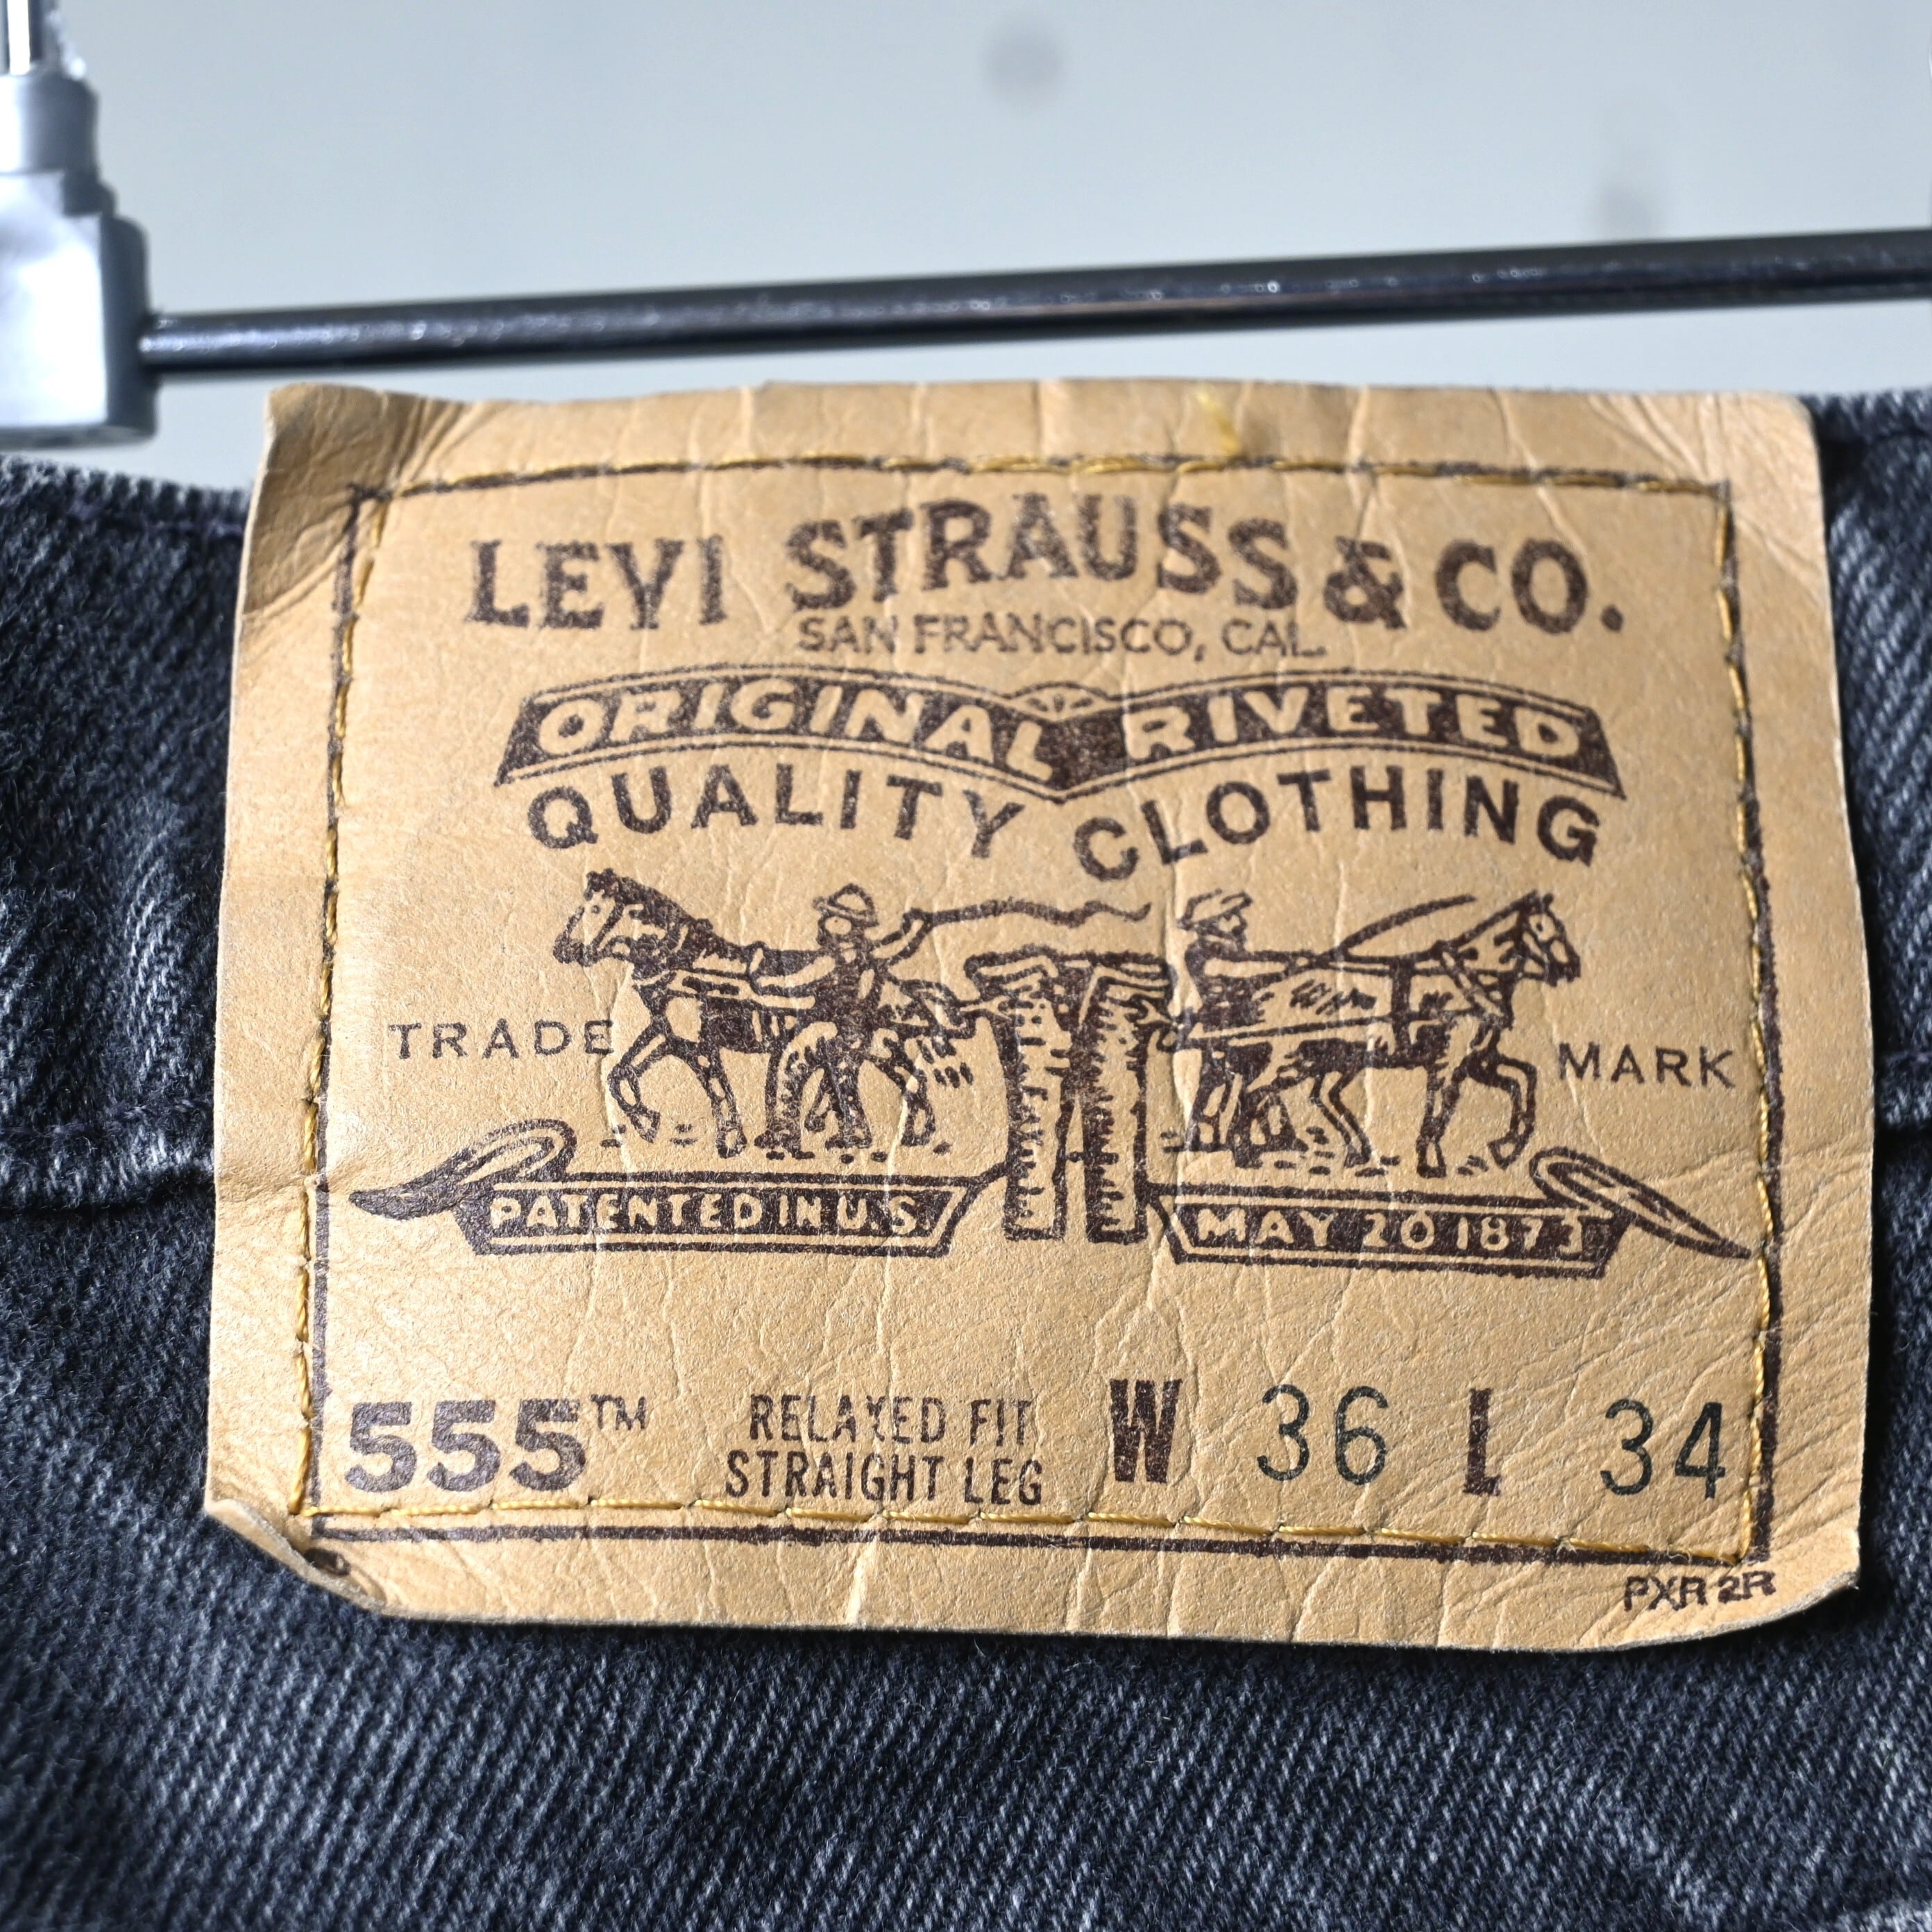 LEVI STRAUSS & CO.
SAN FRANCISCO, CAL.
ORIGINAL RIVETED
QUALITY CLOTHING
TRADE MARK
PATENTED IN U.S. MAY 20 1873
555™ RELAXED FIT STRAIGHT LEG W 36 L 34
PXR 2R